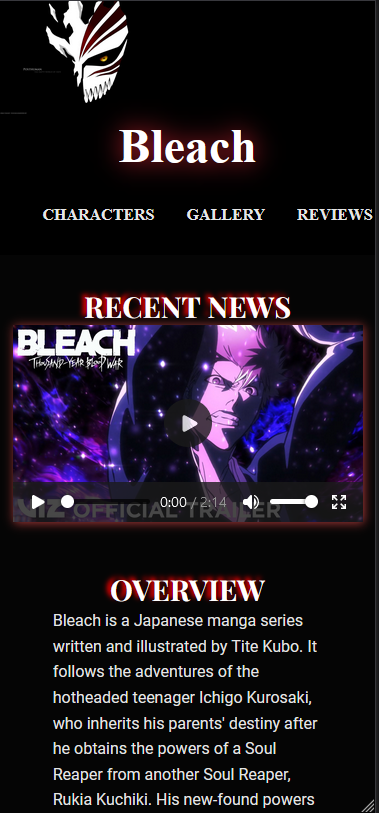 Bleach
CHARACTERS GALLERY REVIEWS
RECENT NEWS
BLEACH
THOUSAND-YEAR BLOOD WAR
0:00 / 2:14
VIZ OFFICIAL TRAILER
OVERVIEW
Bleach is a Japanese manga series
written and illustrated by Tite Kubo. It
follows the adventures of the
hotheaded teenager Ichigo Kurosaki,
who inherits his parents' destiny after
he obtains the powers of a Soul
Reaper from another Soul Reaper,
Rukia Kuchiki. His new-found powers